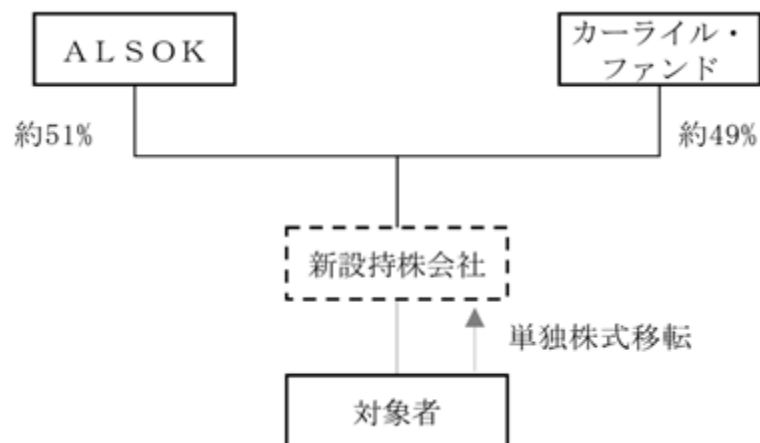 ＡＬＳＯＫ
カーライル・
ファンド
約51%
約49%
新設持株会社
単独株式移転
対象者